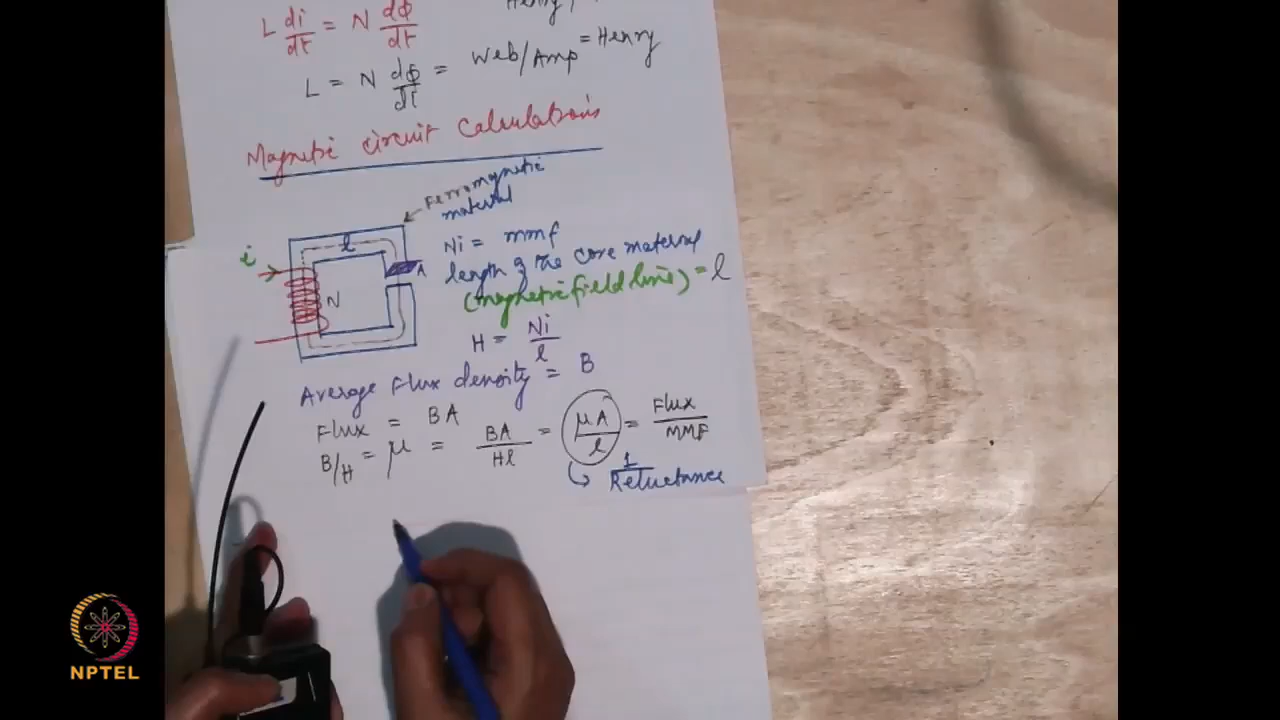 L di/dt = N dΦ/dt
Henry,
L = N dΦ/di = Web/Amp = Henry
Magnetic circuit calculations
Ferromagnetic
material
i
l
A
N
Ni = mmf
length of the core material
(magnetic field line) = l
H = Ni/l
Average Flux density = B
Flux = BA
B/H = μ = BA/Hl = μA/l = Flux/MMF
1/Reluctance
NPTEL